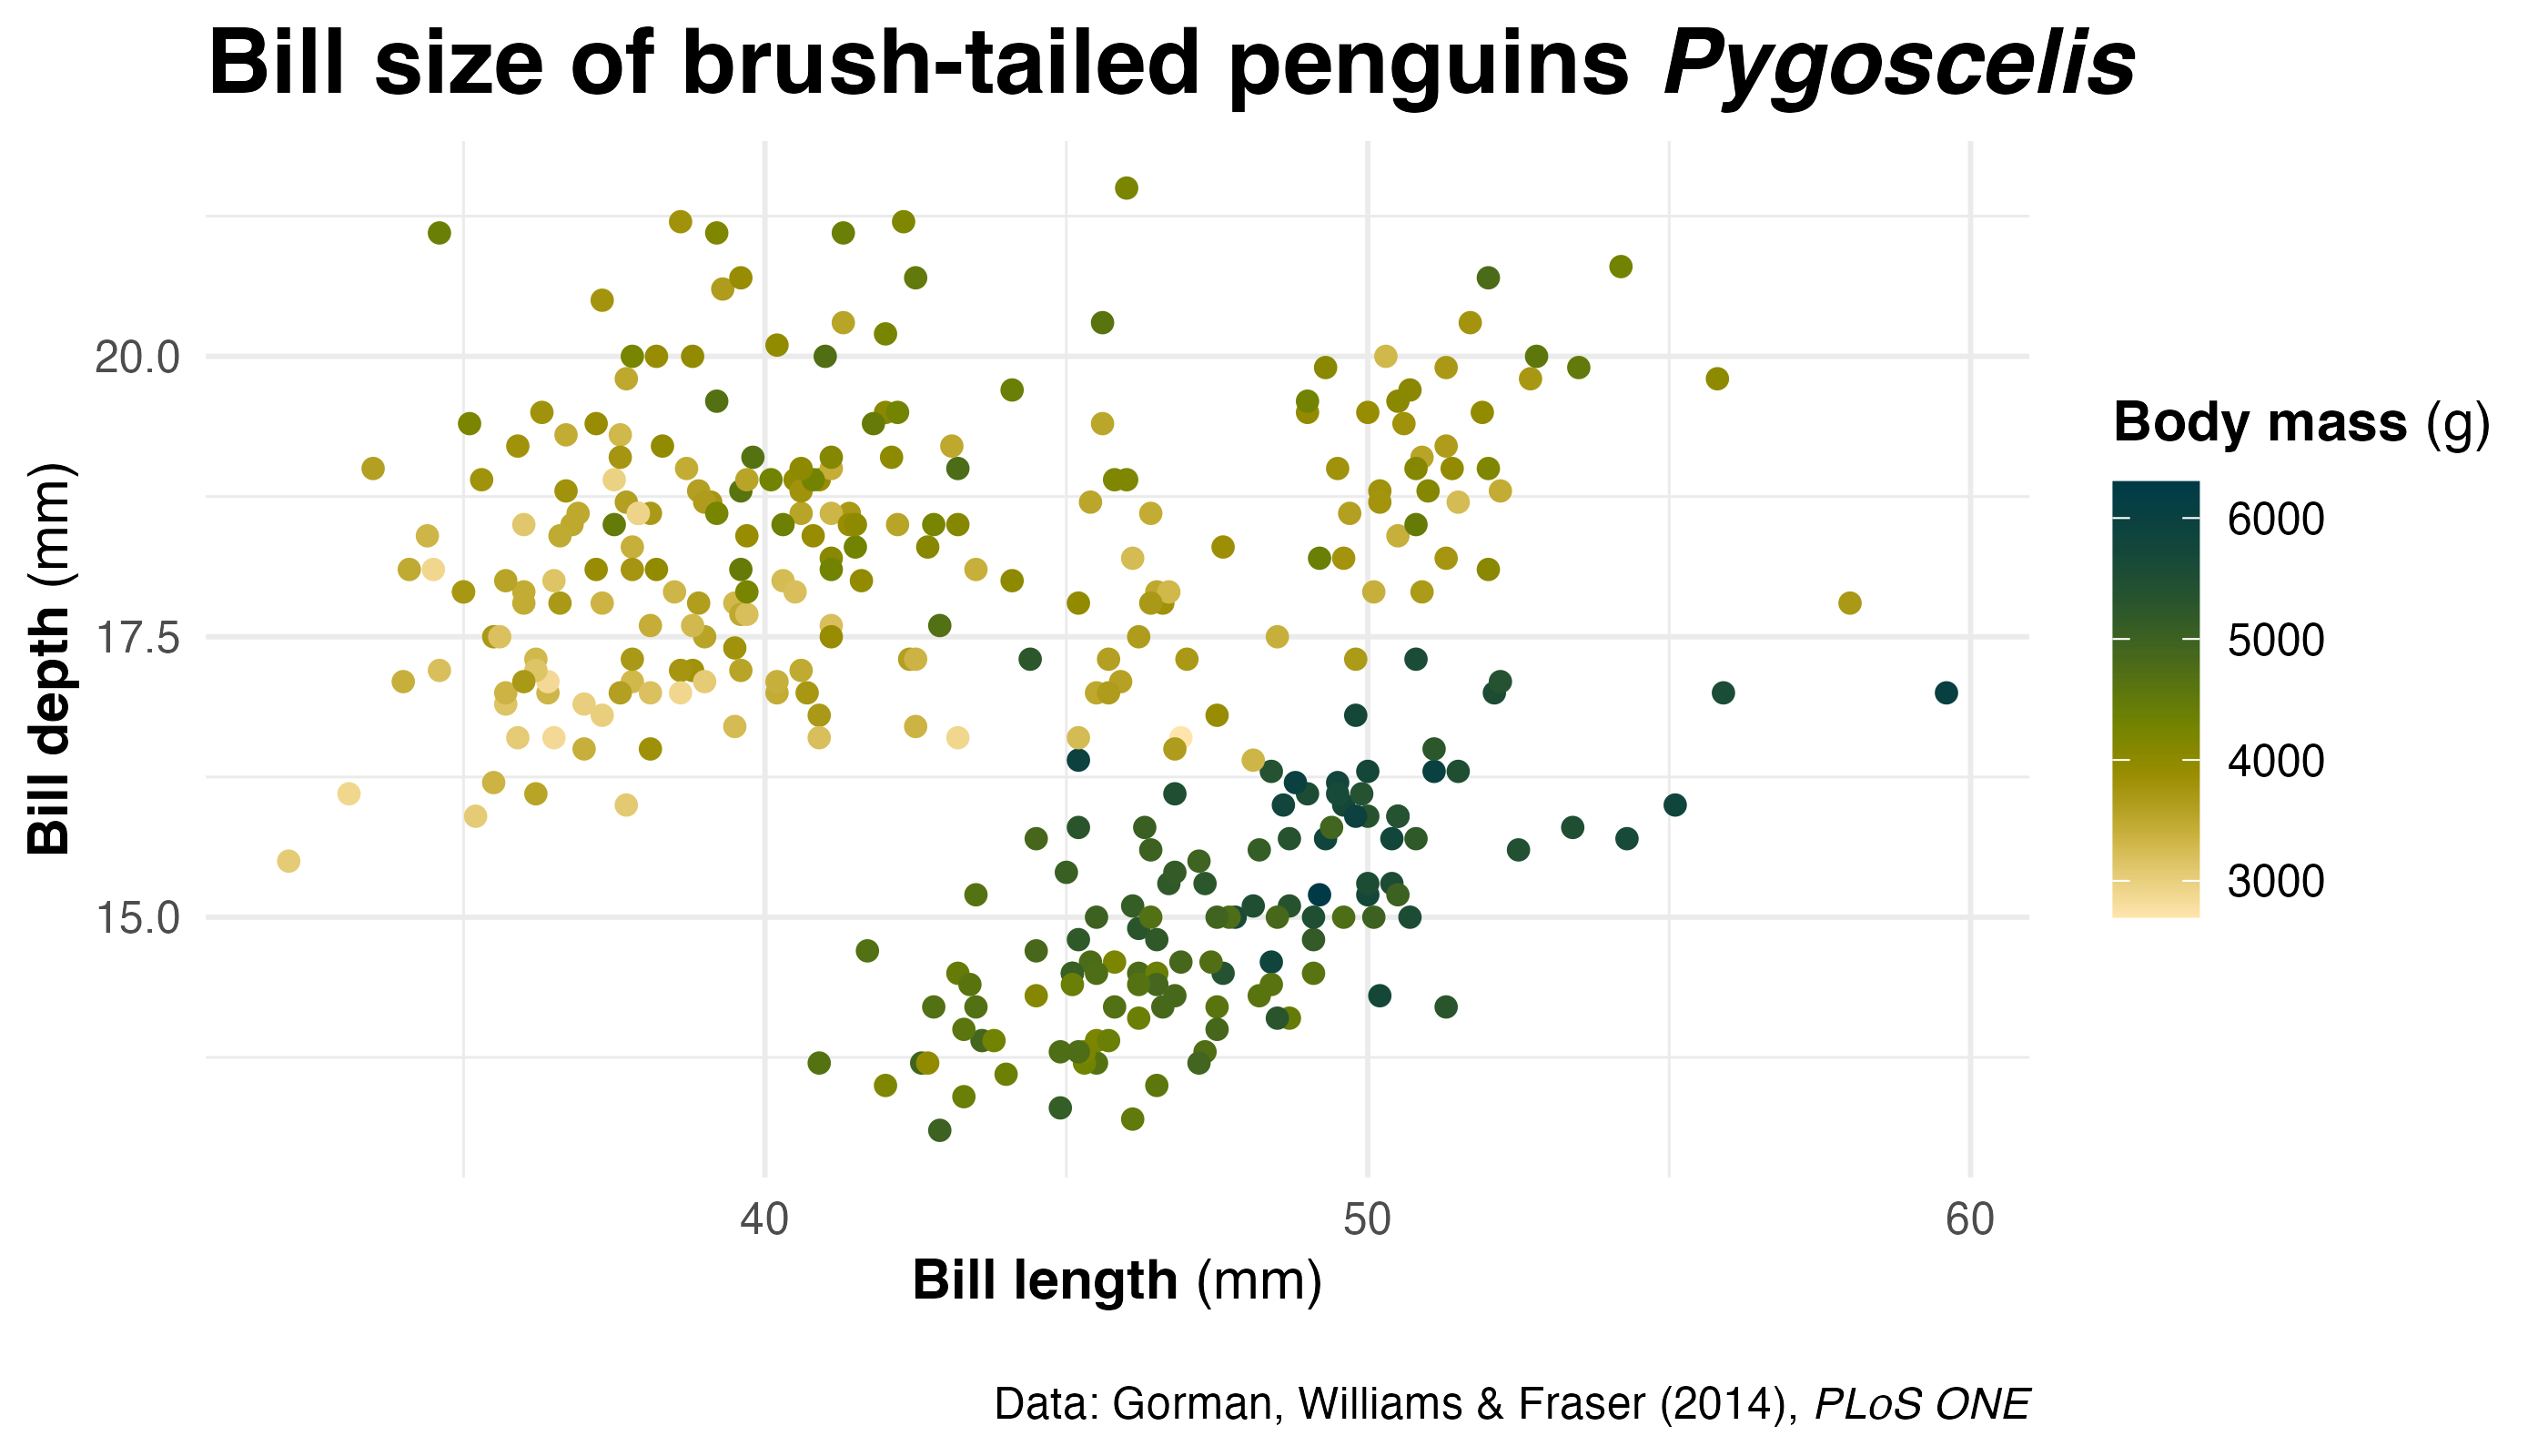 Bill size of brush-tailed penguins Pygoscelis
20.0
17.5
15.0
Bill depth (mm)
40 50 60
Bill length (mm)
Body mass (g)
6000
5000
4000
3000
Data: Gorman, Williams & Fraser (2014), PLoS ONE